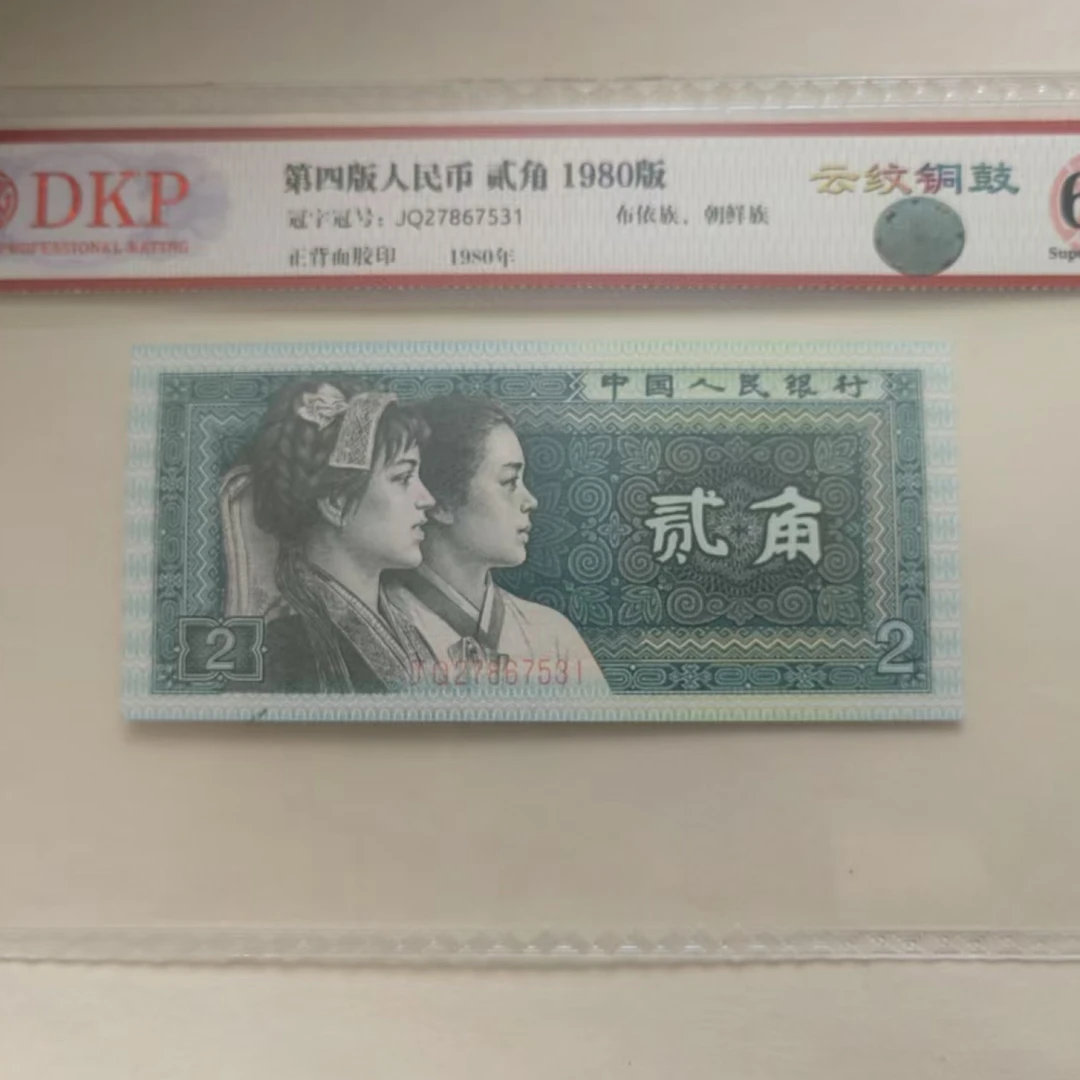 DKP
PROFESSIONAL RATING
第四版人民币 贰角 1980版
冠字冠号：JQ27867531 布依族、朝鲜族
正背面胶印 1980年
云纹铜鼓
6
Supe
中国人民银行
贰角
2
2
JQ27867531